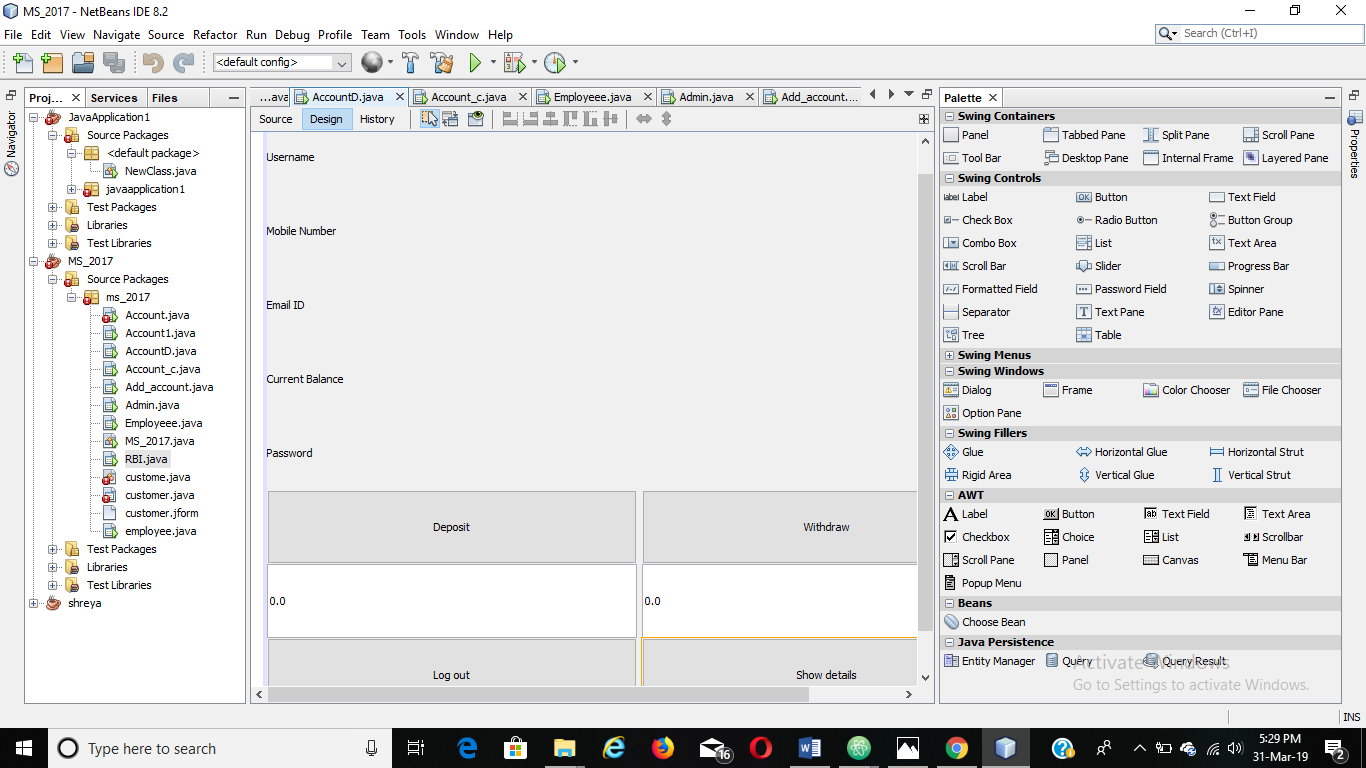 MS_2017 - NetBeans IDE 8.2
File Edit View Navigate Source Refactor Run Debug Profile Team Tools Window Help
Search (Ctrl+I)
<default config>
Proj... Services Files
Navigator
JavaApplication1
Source Packages
<default package>
NewClass.java
javaapplication1
Test Packages
Libraries
Test Libraries
MS_2017
Source Packages
ms_2017
Account.java
Account1.java
AccountD.java
Account_c.java
Add_account.java
Admin.java
Employeee.java
MS_2017.java
RBI.java
custome.java
customer.java
customer.jform
employee.java
Test Packages
Libraries
Test Libraries
shreya
...ava AccountD.java Account_c.java Employeee.java Admin.java Add_account....
Source Design History
Username
Mobile Number
Email ID
Current Balance
Password
Deposit Withdraw
0.0 0.0
Log out Show details
Palette
Swing Containers
Panel Tabbed Pane Split Pane Scroll Pane
Tool Bar Desktop Pane Internal Frame Layered Pane
Swing Controls
label Label OK Button Text Field
Check Box Radio Button Button Group
Combo Box List Text Area
Scroll Bar Slider Progress Bar
Formatted Field Password Field Spinner
Separator Text Pane Editor Pane
Tree Table
Swing Menus
Swing Windows
Dialog Frame Color Chooser File Chooser
Option Pane
Swing Fillers
Glue Horizontal Glue Horizontal Strut
Rigid Area Vertical Glue Vertical Strut
AWT
A Label OK Button Text Field Text Area
Checkbox Choice List Scrollbar
Scroll Pane Panel Canvas Menu Bar
Popup Menu
Beans
Choose Bean
Java Persistence
Entity Manager Query Query Result
Activate Windows
Go to Settings to activate Windows.
Properties
INS
Type here to search
16
5:29 PM
31-Mar-19
2